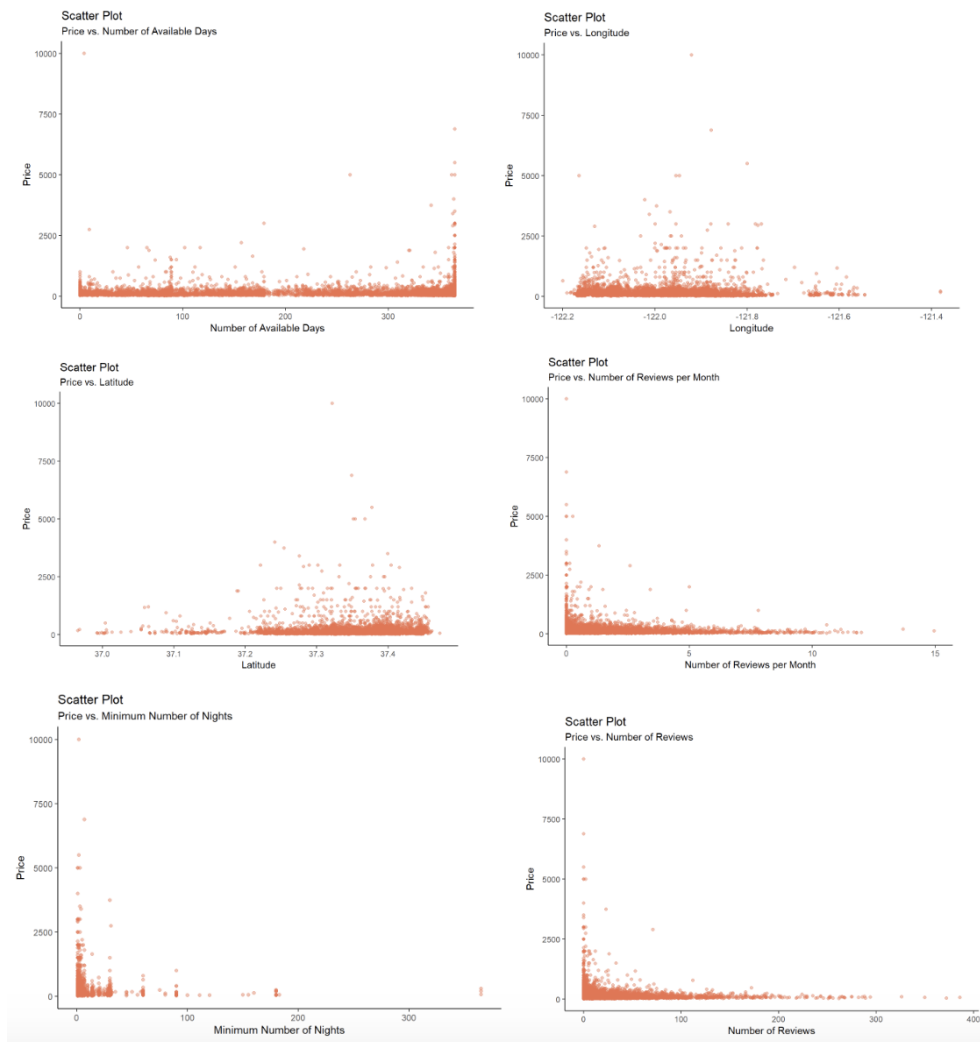 Scatter Plot
Price vs. Number of Available Days
10000
7500
5000
2500
0
Price
0 100 200 300
Number of Available Days
Scatter Plot
Price vs. Longitude
10000
7500
5000
2500
0
Price
-122.2 -122.0 -121.8 -121.6 -121.4
Longitude
Scatter Plot
Price vs. Latitude
10000
7500
5000
2500
0
Price
37.0 37.1 37.2 37.3 37.4
Latitude
Scatter Plot
Price vs. Number of Reviews per Month
10000
7500
5000
2500
0
Price
0 5 10 15
Number of Reviews per Month
Scatter Plot
Price vs. Minimum Number of Nights
10000
7500
5000
2500
0
Price
0 100 200 300
Minimum Number of Nights
Scatter Plot
Price vs. Number of Reviews
10000
7500
5000
2500
0
Price
0 100 200 300 400
Number of Reviews